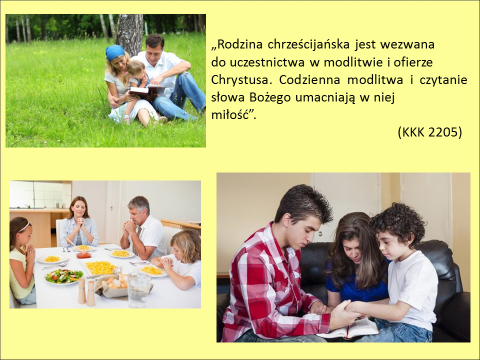 „Rodzina chrześcijańska jest wezwana
do uczestnictwa w modlitwie i ofierze
Chrystusa. Codzienna modlitwa i czytanie
słowa Bożego umacniają w niej
miłość”.
(KKK 2205)